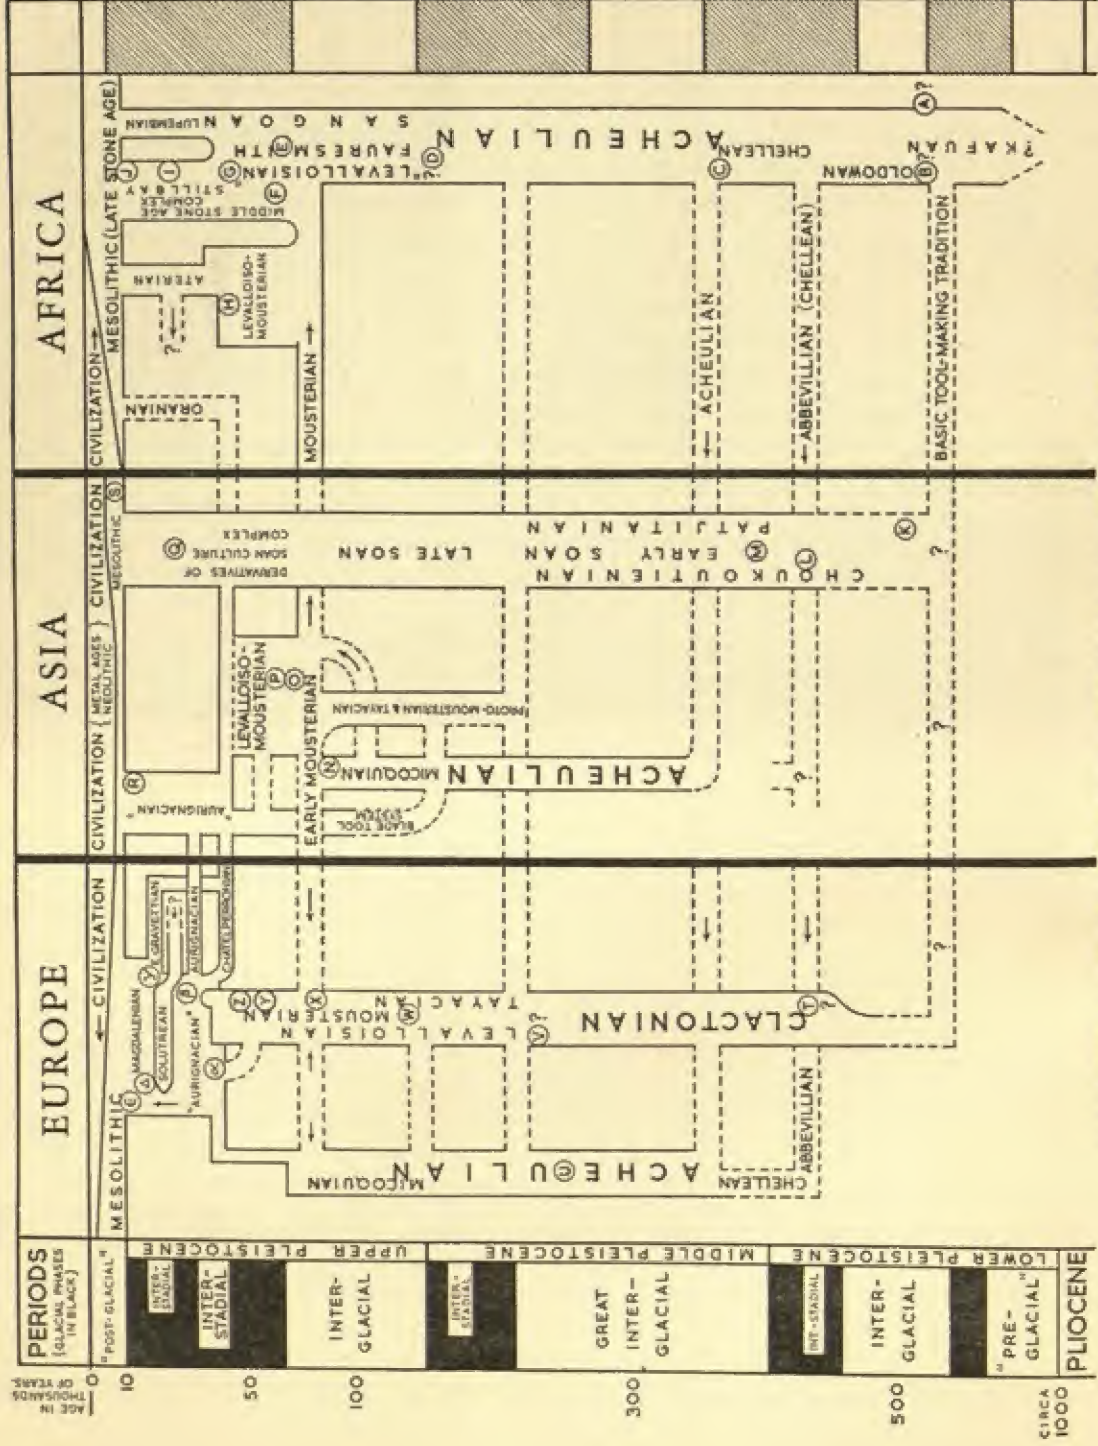 AGE IN
THOUSANDS
OF YEARS.
0
10
50
100
300
500
CIRCA
1000
PERIODS
(GLACIAL PHASES
IN BLACK)
"POST-GLACIAL"
INTER-
STADIAL
INTER-
STADIAL
INTER-
GLACIAL
INTER-
STADIAL
GREAT
INTER-
GLACIAL
INT-STADIAL
INTER-
GLACIAL
"PRE-
GLACIAL"
PLIOCENE
UPPER PLEISTOCENE
MIDDLE PLEISTOCENE
LOWER PLEISTOCENE
EUROPE
← CIVILIZATION
MESOLITHIC
E
Δ
MAGDALENIAN
SOLUTREAN
γ
E. GRAVETTIAN
?
"AURIGNACIAN"
β
AURIGNACIAN
CHATELPERRONIAN
α
Z
Y
X
W
MOUSTERIAN
TAYACIAN
LEVALLOISIAN
V?
CLACTONIAN
T?
MICOQUIAN
ACHEULIAN
U
CHELLEAN
ABBEVILLIAN
?
ASIA
CIVILIZATION { METAL AGES
NEOLITHIC } CIVILIZATION
MESOLITHIC
S
R
"AURIGNACIAN"
Q
DERIVATIVES OF
SOAN CULTURE
COMPLEX
LEVALLOISO-
MOUSTERIAN
P
O
EARLY MOUSTERIAN
N
BLADE TOOL
SYSTEM
MICOQUIAN
ACHEULIAN
PROTO-MOUSTERIAN & TAYACIAN
LATE SOAN
EARLY SOAN
PATJITANIAN
CHOUKOUTIENIAN
M
L
K
?
?
?
AFRICA
CIVILIZATION→
MESOLITHIC (LATE STONE AGE)
ORANIAN
ATERIAN
?
H
LEVALLOISO-
MOUSTERIAN
MOUSTERIAN →
MIDDLE STONE AGE
COMPLEX
STILLBAY
J
I
G
F
"LEVALLOISIAN"
FAURESMITH
E
?D
LUPEMBIAN
SANGOAN
ACHEULIAN
← ACHEULIAN
C
CHELLEAN
← ABBEVILLIAN (CHELLEAN)
OLDOWAN
B?
A?
BASIC TOOL-MAKING TRADITION
?KAFUAN